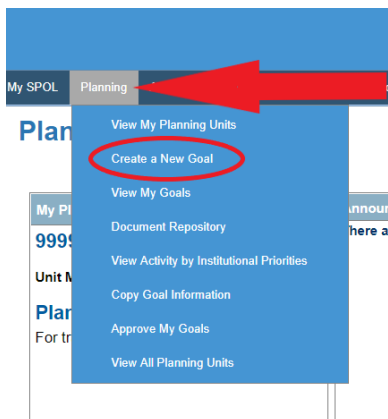 My SPOL Planning
Plan
View My Planning Units
Create a New Goal
View My Goals
Document Repository
View Activity by Institutional Priorities
Copy Goal Information
Approve My Goals
View All Planning Units
My Pl
9999
Unit M
Plan
For tr
Announ
There a